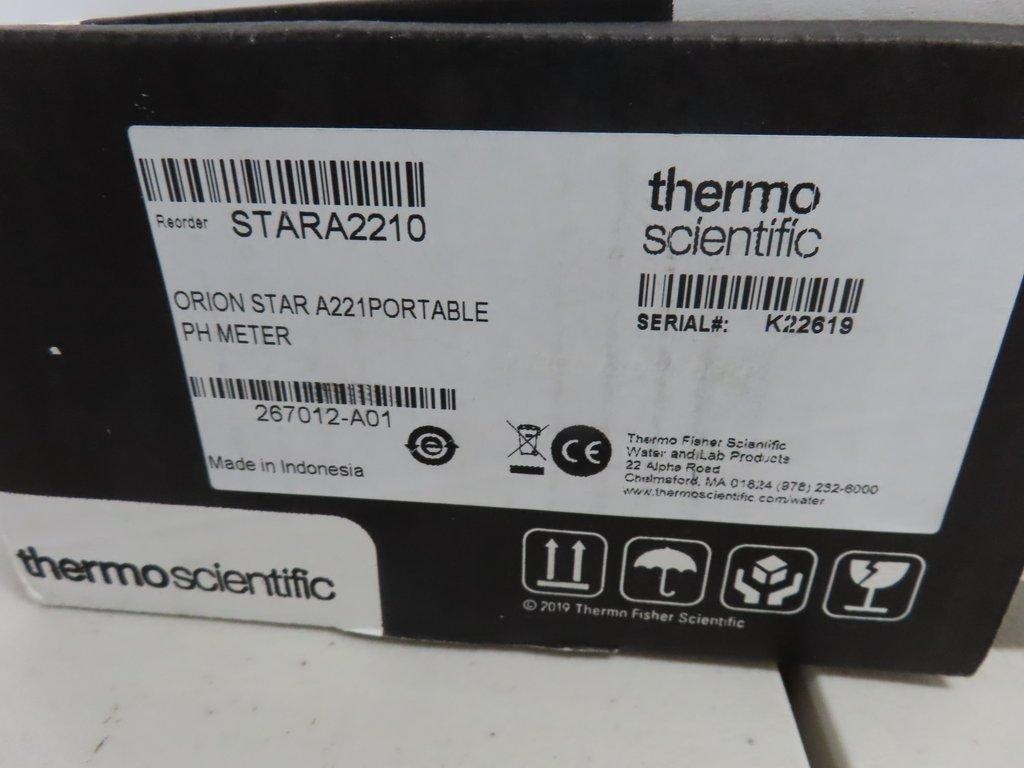 Reorder STARA2210
ORION STAR A221PORTABLE
PH METER
267012-A01
Made in Indonesia
thermo
scientific
SERIAL#: K22619
CE
Thermo Fisher Scientific
Water and Lab Products
22 Alpha Road
Chelmsford, MA 01824 (978) 232-6000
www.thermoscientific.com/water
thermoscientific
© 2019 Thermo Fisher Scientific